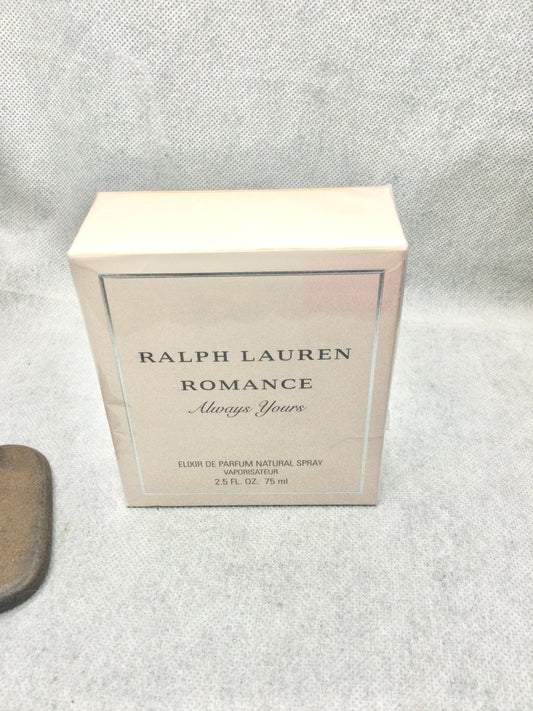 RALPH LAUREN
ROMANCE
Always Yours
ELIXIR DE PARFUM NATURAL SPRAY
VAPORISATEUR
2.5 FL. OZ. 75 ml